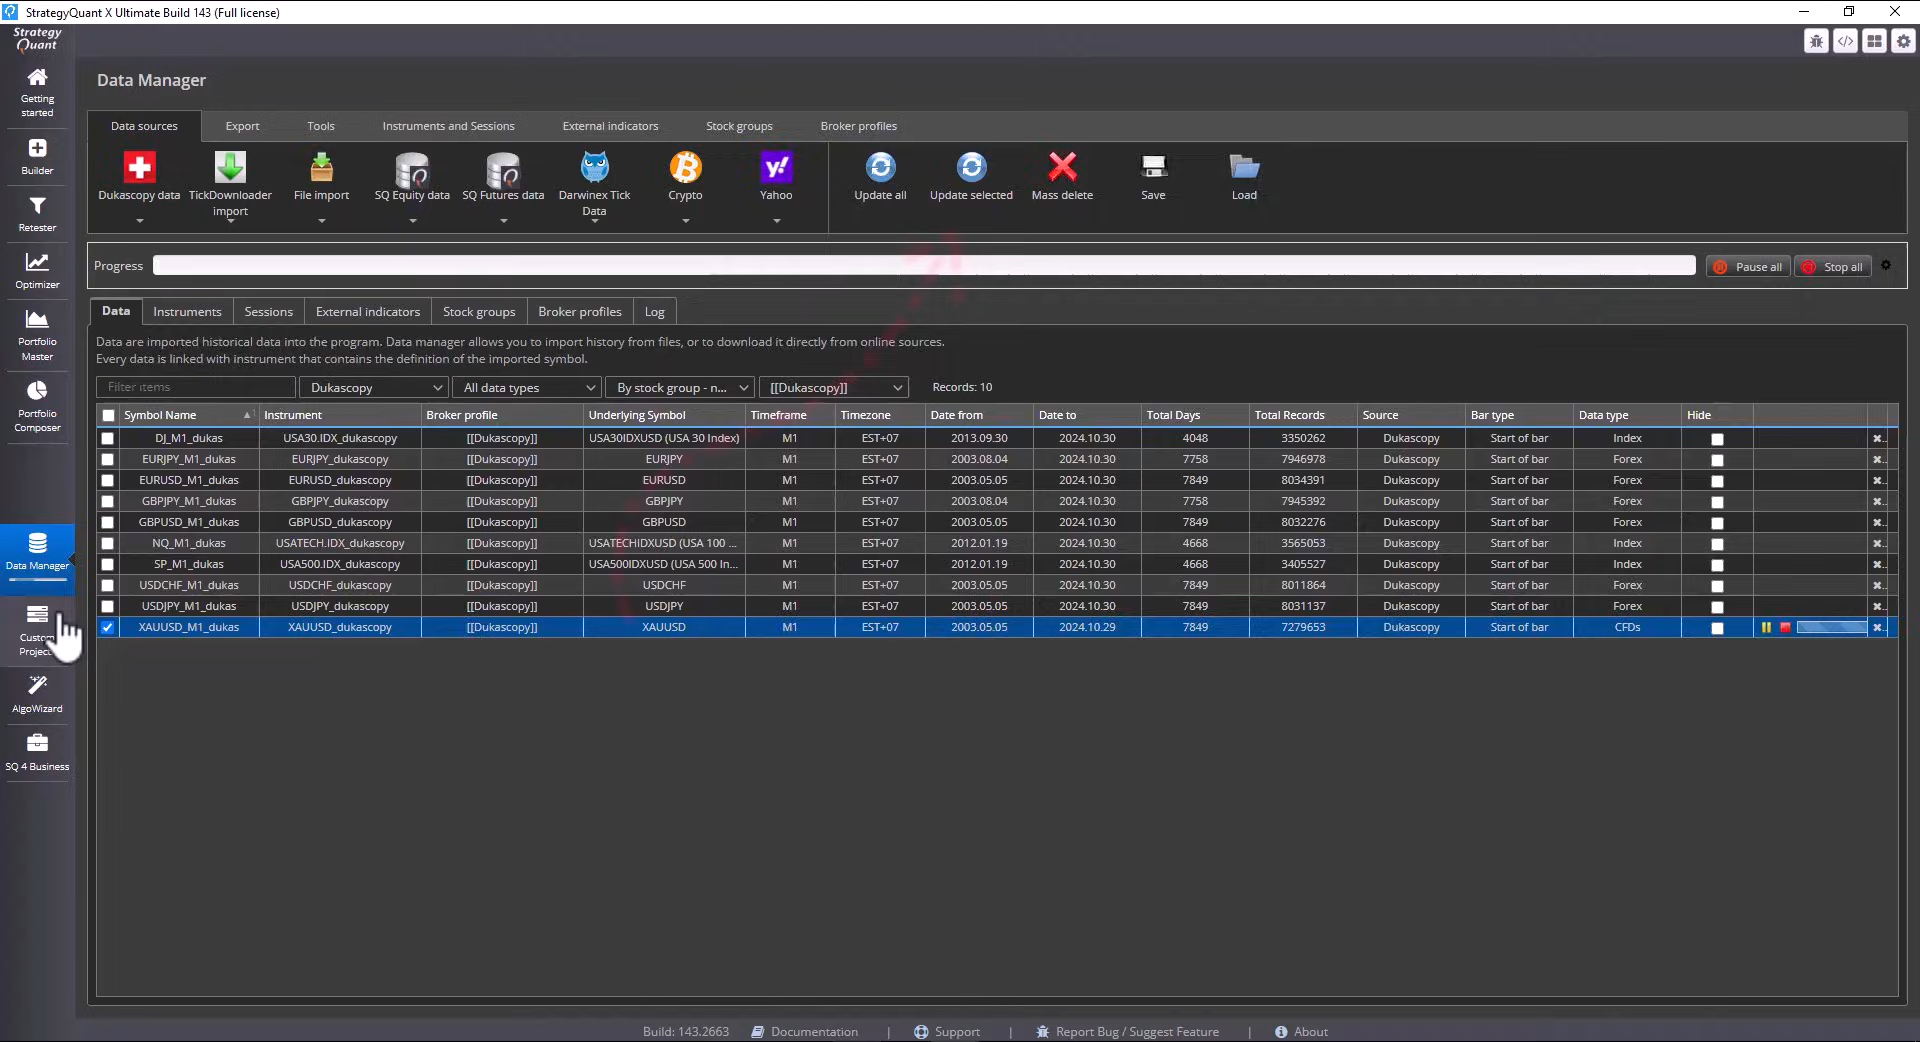 StrategyQuant X Ultimate Build 143 (Full license)
Strategy
Quant
Getting
started
Builder
Retester
Optimizer
Portfolio
Master
Portfolio
Composer
Data Manager
Custom
Project
AlgoWizard
SQ 4 Business
Data Manager
Data sources Export Tools Instruments and Sessions External indicators Stock groups Broker profiles
Dukascopy data TickDownloader import File import SQ Equity data SQ Futures data Darwinex Tick Data Crypto Yahoo Update all Update selected Mass delete Save Load
Progress Pause all Stop all
Data Instruments Sessions External indicators Stock groups Broker profiles Log
Data are imported historical data into the program. Data manager allows you to import history from files, or to download it directly from online sources.
Every data is linked with instrument that contains the definition of the imported symbol.
Filter items Dukascopy All data types By stock group - n... [[Dukascopy]] Records: 10
Symbol Name Instrument Broker profile Underlying Symbol Timeframe Timezone Date from Date to Total Days Total Records Source Bar type Data type Hide
DJ_M1_dukas USA30.IDX_dukascopy [[Dukascopy]] USA30IDXUSD (USA 30 Index) M1 EST+07 2013.09.30 2024.10.30 4048 3350262 Dukascopy Start of bar Index
EURJPY_M1_dukas EURJPY_dukascopy [[Dukascopy]] EURJPY M1 EST+07 2003.08.04 2024.10.30 7758 7946978 Dukascopy Start of bar Forex
EURUSD_M1_dukas EURUSD_dukascopy [[Dukascopy]] EURUSD M1 EST+07 2003.05.05 2024.10.30 7849 8034391 Dukascopy Start of bar Forex
GBPJPY_M1_dukas GBPJPY_dukascopy [[Dukascopy]] GBPJPY M1 EST+07 2003.08.04 2024.10.30 7758 7945392 Dukascopy Start of bar Forex
GBPUSD_M1_dukas GBPUSD_dukascopy [[Dukascopy]] GBPUSD M1 EST+07 2003.05.05 2024.10.30 7849 8032276 Dukascopy Start of bar Forex
NQ_M1_dukas USATECH.IDX_dukascopy [[Dukascopy]] USATECHIDXUSD (USA 100 ... M1 EST+07 2012.01.19 2024.10.30 4668 3565053 Dukascopy Start of bar Index
SP_M1_dukas USA500.IDX_dukascopy [[Dukascopy]] USA500IDXUSD (USA 500 In... M1 EST+07 2012.01.19 2024.10.30 4668 3405527 Dukascopy Start of bar Index
USDCHF_M1_dukas USDCHF_dukascopy [[Dukascopy]] USDCHF M1 EST+07 2003.05.05 2024.10.30 7849 8011864 Dukascopy Start of bar Forex
USDJPY_M1_dukas USDJPY_dukascopy [[Dukascopy]] USDJPY M1 EST+07 2003.05.05 2024.10.30 7849 8031137 Dukascopy Start of bar Forex
XAUUSD_M1_dukas XAUUSD_dukascopy [[Dukascopy]] XAUUSD M1 EST+07 2003.05.05 2024.10.29 7849 7279653 Dukascopy Start of bar CFDs
Build: 143.2663 Documentation | Support | Report Bug / Suggest Feature | About